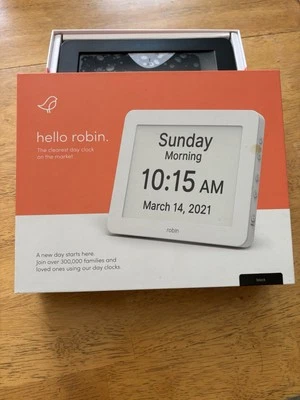 hello robin.
The clearest day clock
on the market
Sunday
Morning
10:15 AM
March 14, 2021
robin
A new day starts here.
Join over 300,000 families and
loved ones using our day clocks.